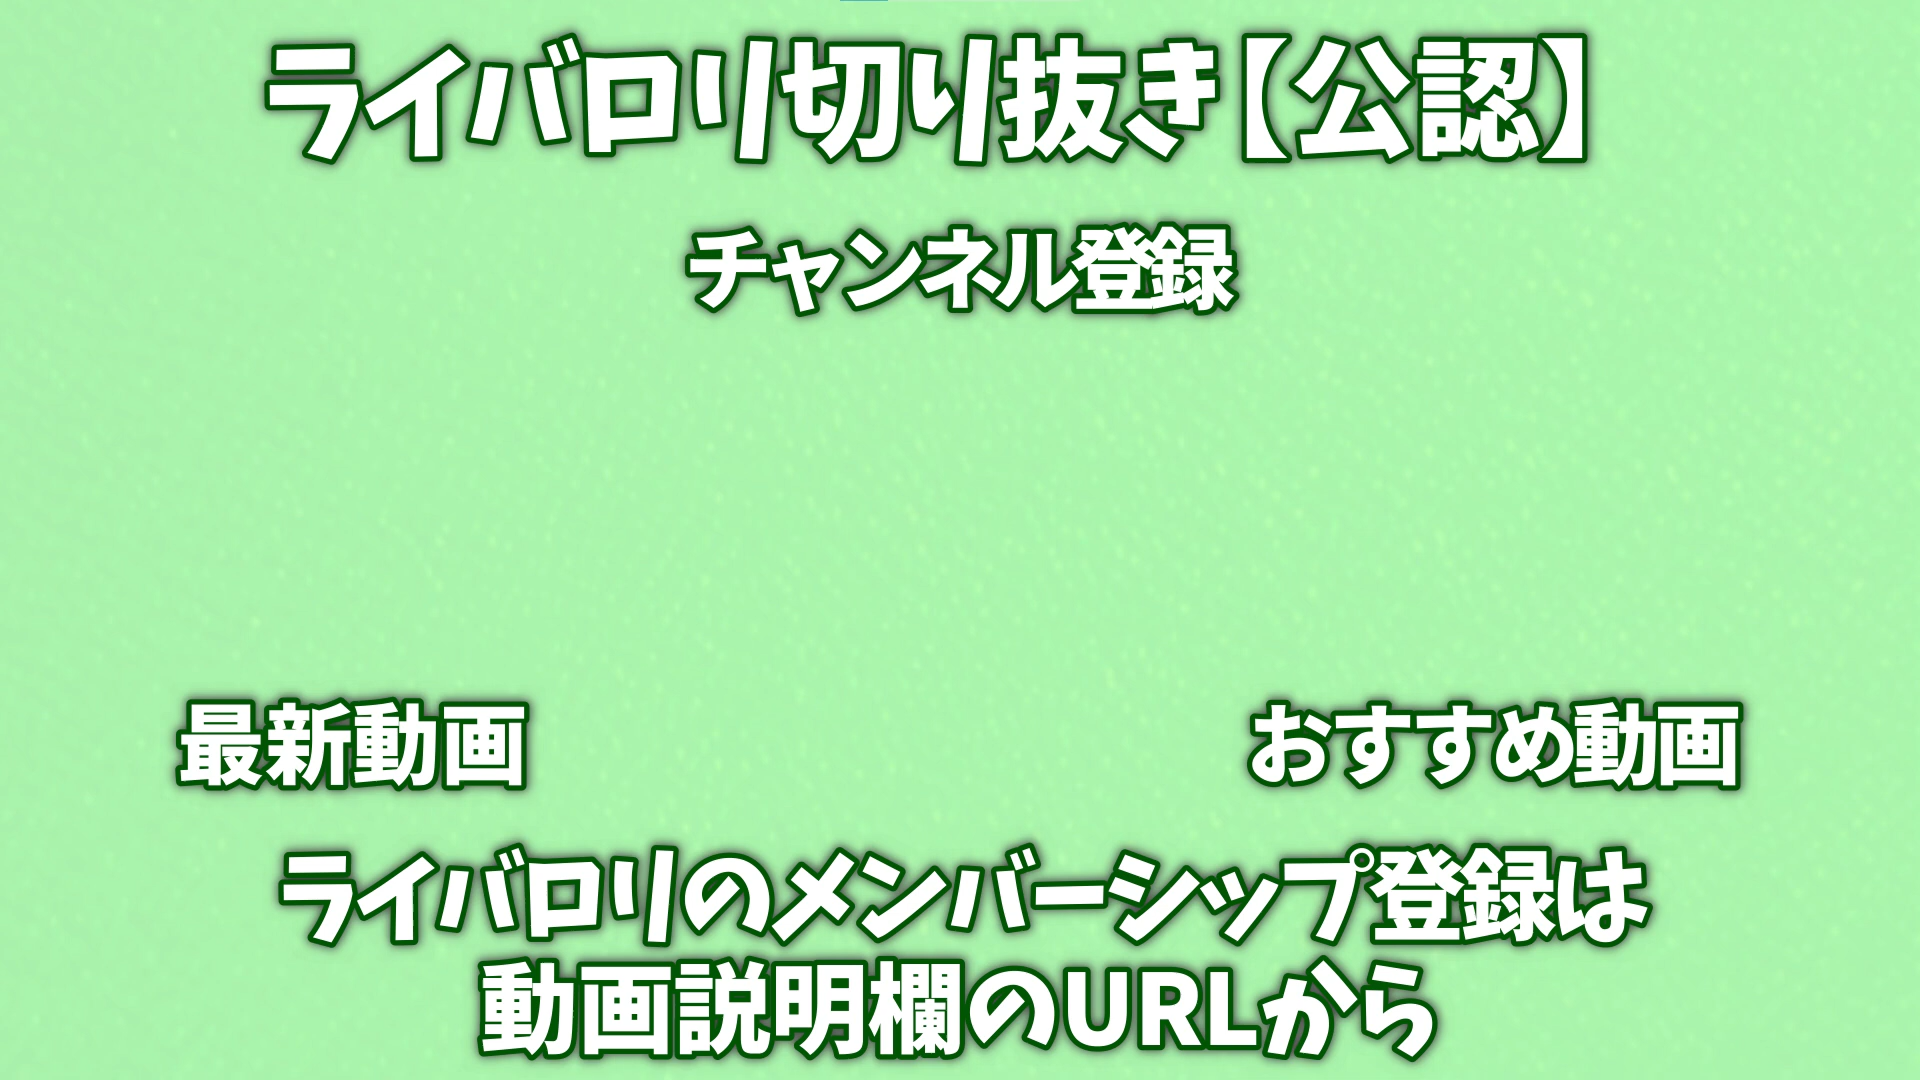 ライバロリ切り抜き【公認】
チャンネル登録
最新動画
おすすめ動画
ライバロリのメンバーシップ登録は
動画説明欄のURLから